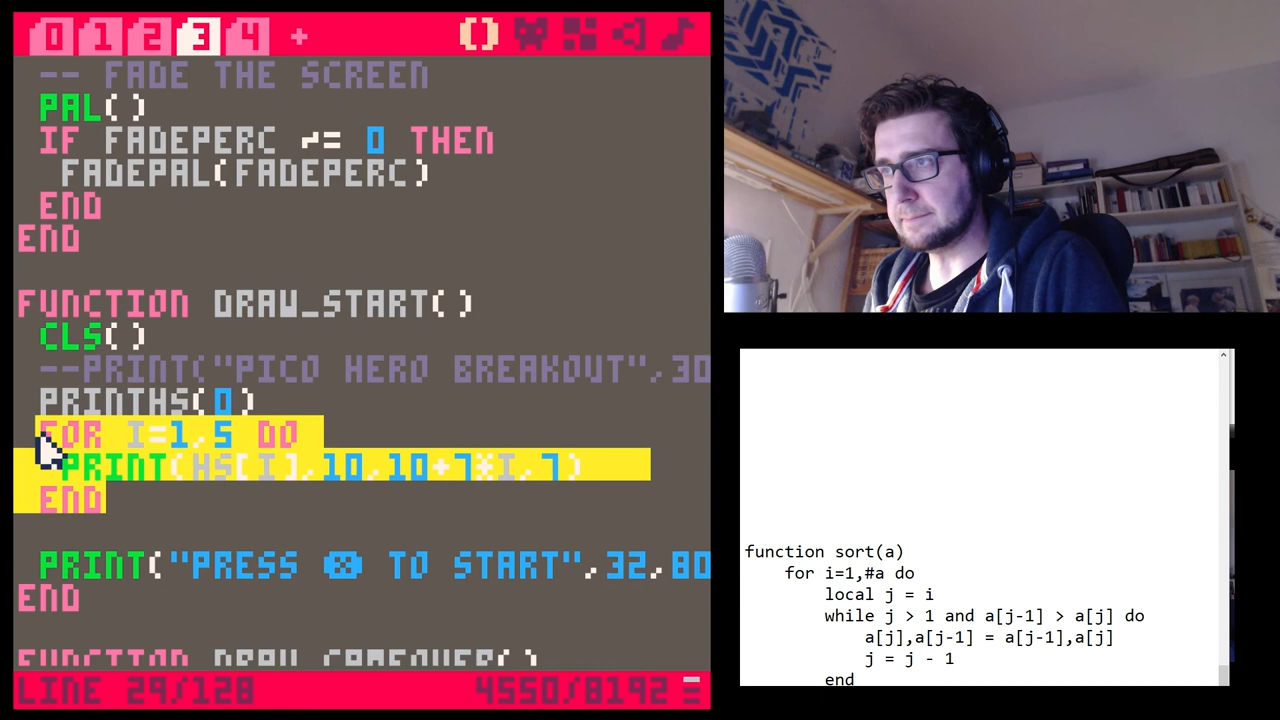 0 1 2 3 4 + ()
-- FADE THE SCREEN
PAL()
IF FADEPERC ~= 0 THEN
FADEPAL(FADEPERC)
END
END
FUNCTION DRAW_START()
CLS()
--PRINT("PICO HERO BREAKOUT",30
PRINTHS(0)
FOR I=1,5 DO
PRINT(HS[I],10,10+7*I,7)
END
PRINT("PRESS ❎ TO START",32,80
END
FUNCTION DRAW_GAMEOVER()
LINE 29/128 4550/8192
function sort(a)
for i=1,#a do
local j = i
while j > 1 and a[j-1] > a[j] do
a[j],a[j-1] = a[j-1],a[j]
j = j - 1
end